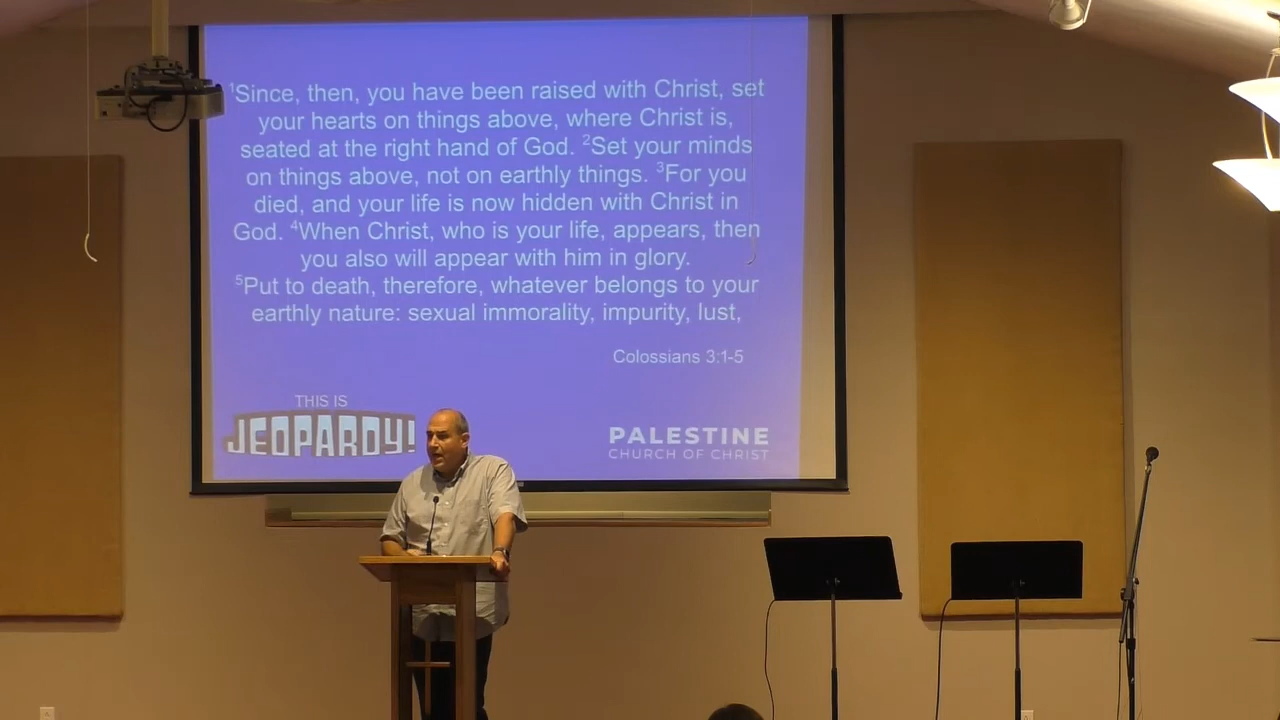 ¹Since, then, you have been raised with Christ, set
your hearts on things above, where Christ is,
seated at the right hand of God. ²Set your minds
on things above, not on earthly things. ³For you
died, and your life is now hidden with Christ in
God. ⁴When Christ, who is your life, appears, then
you also will appear with him in glory.
⁵Put to death, therefore, whatever belongs to your
earthly nature: sexual immorality, impurity, lust,
Colossians 3:1-5
THIS IS
JEOPARDY!
PALESTINE
CHURCH OF CHRIST